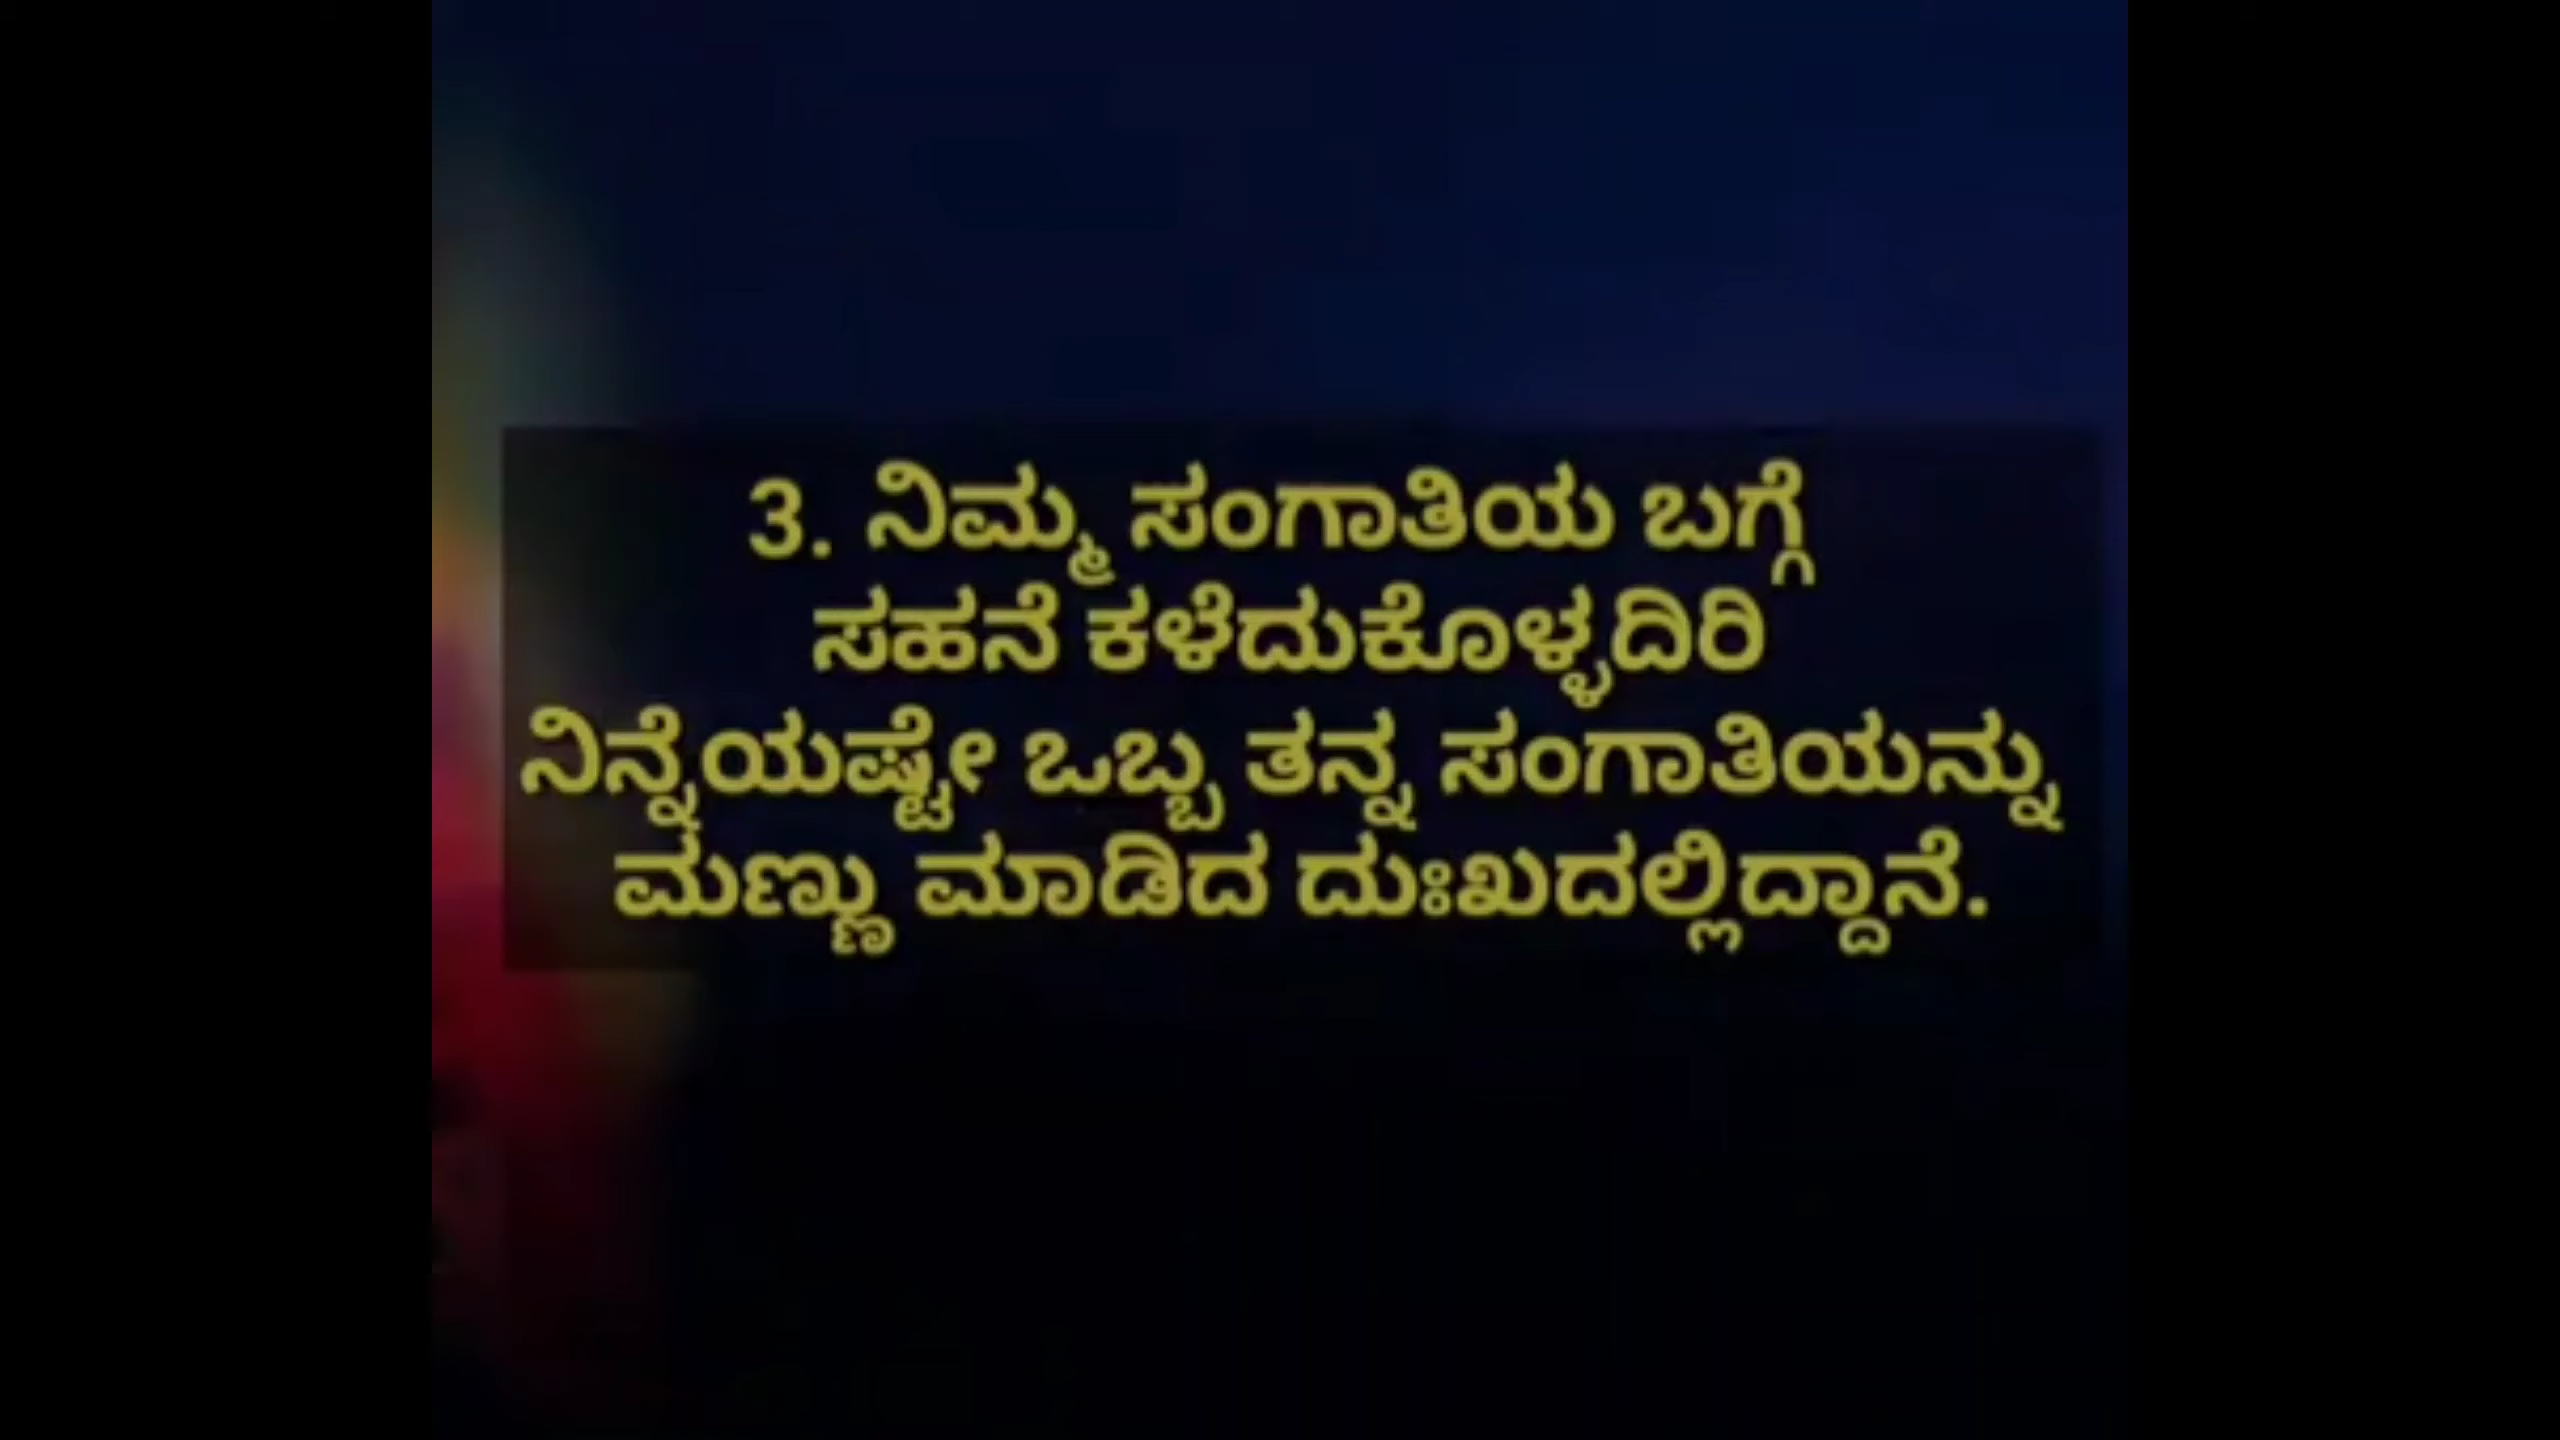 3. ನಿಮ್ಮ ಸಂಗಾತಿಯ ಬಗ್ಗೆ
ಸಹನೆ ಕಳೆದುಕೊಳ್ಳದಿರಿ
ನಿನ್ನೆಯಷ್ಟೇ ಒಬ್ಬ ತನ್ನ ಸಂಗಾತಿಯನ್ನು
ಮಣ್ಣು ಮಾಡಿದ ದುಃಖದಲ್ಲಿದ್ದಾನೆ.